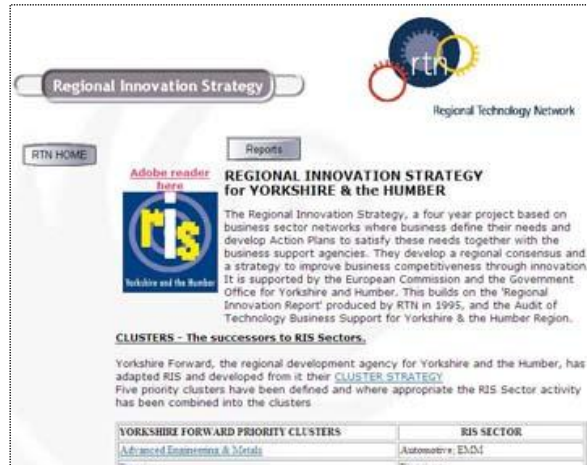 Regional Innovation Strategy
rtn
Regional Technology Network
RTN HOME
Reports
Adobe reader
here
ris
Yorkshire and the Humber
REGIONAL INNOVATION STRATEGY
for YORKSHIRE & the HUMBER
The Regional Innovation Strategy, a four year project based on
business sector networks where business define their needs and
develop Action Plans to satisfy these needs together with the
business support agencies. They develop a regional consensus and
a strategy to improve business competitiveness through innovation
It is supported by the European Commission and the Government
Office for Yorkshire and Humber. This builds on the 'Regional
Innovation Report' produced by RTN in 1995, and the Audit of
Technology Business Support for Yorkshire & the Humber Region.
CLUSTERS - The successors to RIS Sectors.
Yorkshire Forward, the regional development agency for Yorkshire and the Humber, has
adapted RIS and developed from it their CLUSTER STRATEGY
Five priority clusters have been defined and where appropriate the RIS Sector activity
has been combined into the clusters
YORKSHIRE FORWARD PRIORITY CLUSTERS RIS SECTOR
Advanced Engineering & Metals Automotive; EMM